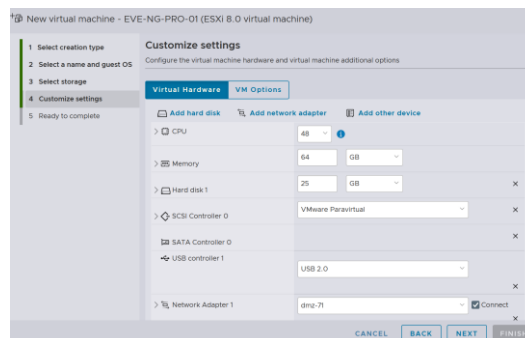 New virtual machine - EVE-NG-PRO-01 (ESXi 8.0 virtual machine)
1 Select creation type
2 Select a name and guest OS
3 Select storage
4 Customize settings
5 Ready to complete
Customize settings
Configure the virtual machine hardware and virtual machine additional options
Virtual Hardware VM Options
Add hard disk Add network adapter Add other device
CPU 48
Memory 64 GB
Hard disk 1 25 GB
SCSI Controller 0 VMware Paravirtual
SATA Controller 0
USB controller 1
USB 2.0
Network Adapter 1 dmz-71 Connect
CANCEL BACK NEXT FINISH